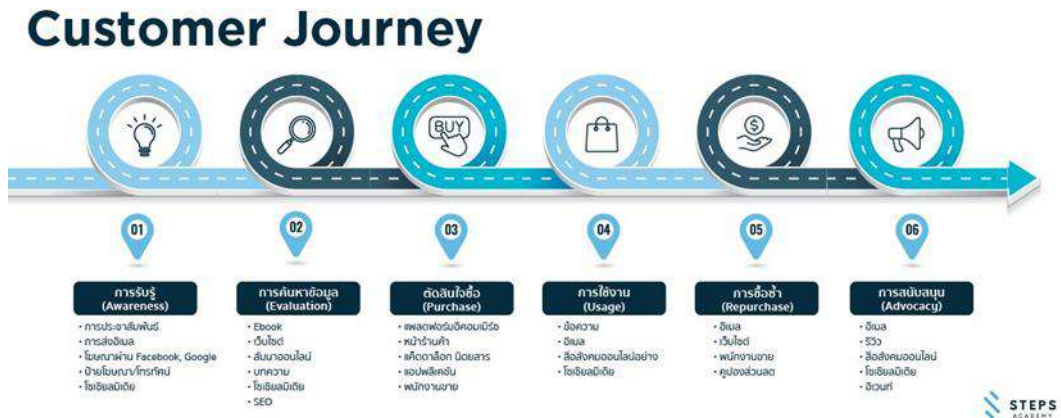 Customer Journey
BUY
$
01
02
03
04
05
06
การรับรู้
(Awareness)
• การประชาสัมพันธ์
• การส่งอีเมล
• โฆษณาผ่าน Facebook, Google
• ป้ายโฆษณา/โทรทัศน์
• โซเชียลมีเดีย
การค้นหาข้อมูล
(Evaluation)
• Ebook
• เว็บไซต์
• สัมมนาออนไลน์
• บทความ
• โซเชียลมีเดีย
• SEO
ตัดสินใจซื้อ
(Purchase)
• แพลตฟอร์มอีคอมเมิร์ซ
• หน้าร้านค้า
• แค็ตตาล็อก นิตยสาร
• แอปพลิเคชัน
• พนักงานขาย
การใช้งาน
(Usage)
• ข้อความ
• อีเมล
• สื่อสังคมออนไลน์อย่าง
• โซเชียลมีเดีย
การซื้อซ้ำ
(Repurchase)
• อีเมล
• เว็บไซต์
• พนักงานขาย
• คูปองส่วนลด
การสนับสนุน
(Advocacy)
• อีเมล
• รีวิว
• สื่อสังคมออนไลน์
• โซเชียลมีเดีย
• อีเวนท์
STEPS
ACADEMY